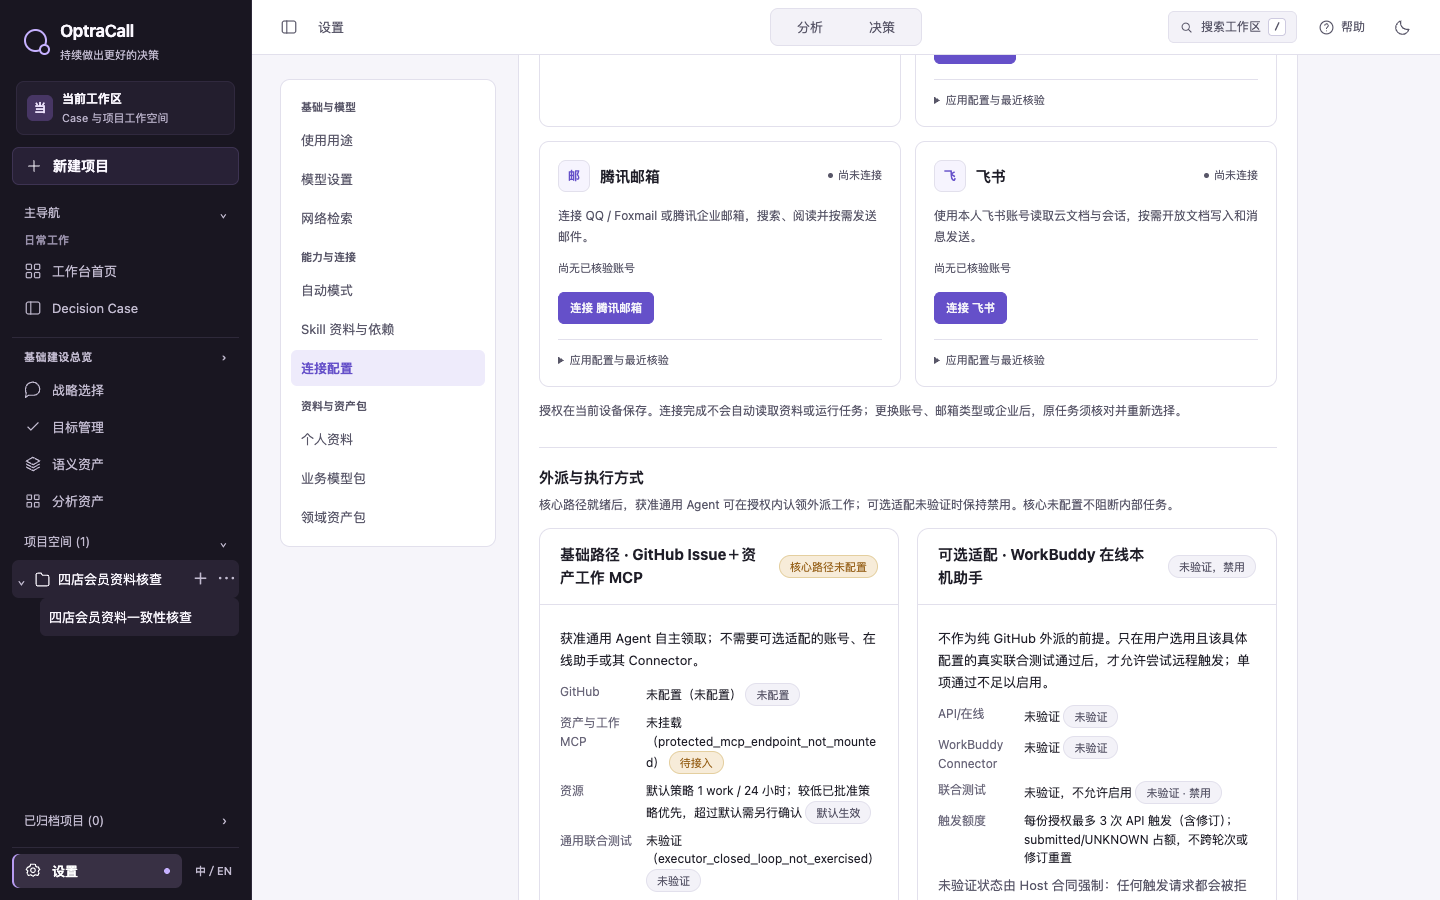 OptraCall
持续做出更好的决策
当 当前工作区
Case 与项目工作空间
新建项目
主导航
日常工作
工作台首页
Decision Case
基础建设总览
战略选择
目标管理
语义资产
分析资产
项目空间 (1)
四店会员资料核查
四店会员资料一致性核查
已归档项目 (0)
设置
中 / EN
设置
分析 决策
搜索工作区 /
帮助
基础与模型
使用用途
模型设置
网络检索
能力与连接
自动模式
Skill 资料与依赖
连接配置
资料与资产包
个人资料
业务模型包
领域资产包
应用配置与最近核验
邮 腾讯邮箱 尚未连接
连接 QQ / Foxmail 或腾讯企业邮箱，搜索、阅读并按需发送
邮件。
尚无已核验账号
连接 腾讯邮箱
应用配置与最近核验
飞 飞书 尚未连接
使用本人飞书账号读取云文档与会话，按需开放文档写入和消
息发送。
尚无已核验账号
连接 飞书
应用配置与最近核验
授权在当前设备保存。连接完成不会自动读取资料或运行任务；更换账号、邮箱类型或企业后，原任务须核对并重新选择。
外派与执行方式
核心路径就绪后，获准通用 Agent 可在授权内认领外派工作；可选适配未验证时保持禁用。核心未配置不阻断内部任务。
基础路径 · GitHub Issue＋资
产工作 MCP
核心路径未配置
获准通用 Agent 自主领取；不需要可选适配的账号、在
线助手或其 Connector。
GitHub 未配置（未配置） 未配置
资产与工作 MCP 未挂载
（protected_mcp_endpoint_not_mounte
d） 待接入
资源 默认策略 1 work / 24 小时；较低已批准策
略优先，超过默认需另行确认 默认生效
通用联合测试 未验证
（executor_closed_loop_not_exercised）
未验证
可选适配 · WorkBuddy 在线本
机助手
未验证，禁用
不作为纯 GitHub 外派的前提。只在用户选用且该具体
配置的真实联合测试通过后，才允许尝试远程触发；单
项通过不足以启用。
API/在线 未验证 未验证
WorkBuddy Connector 未验证 未验证
联合测试 未验证，不允许启用 未验证 · 禁用
触发额度 每份授权最多 3 次 API 触发（含修订）；
submitted/UNKNOWN 占额，不跨轮次或
修订重置
未验证状态由 Host 合同强制：任何触发请求都会被拒